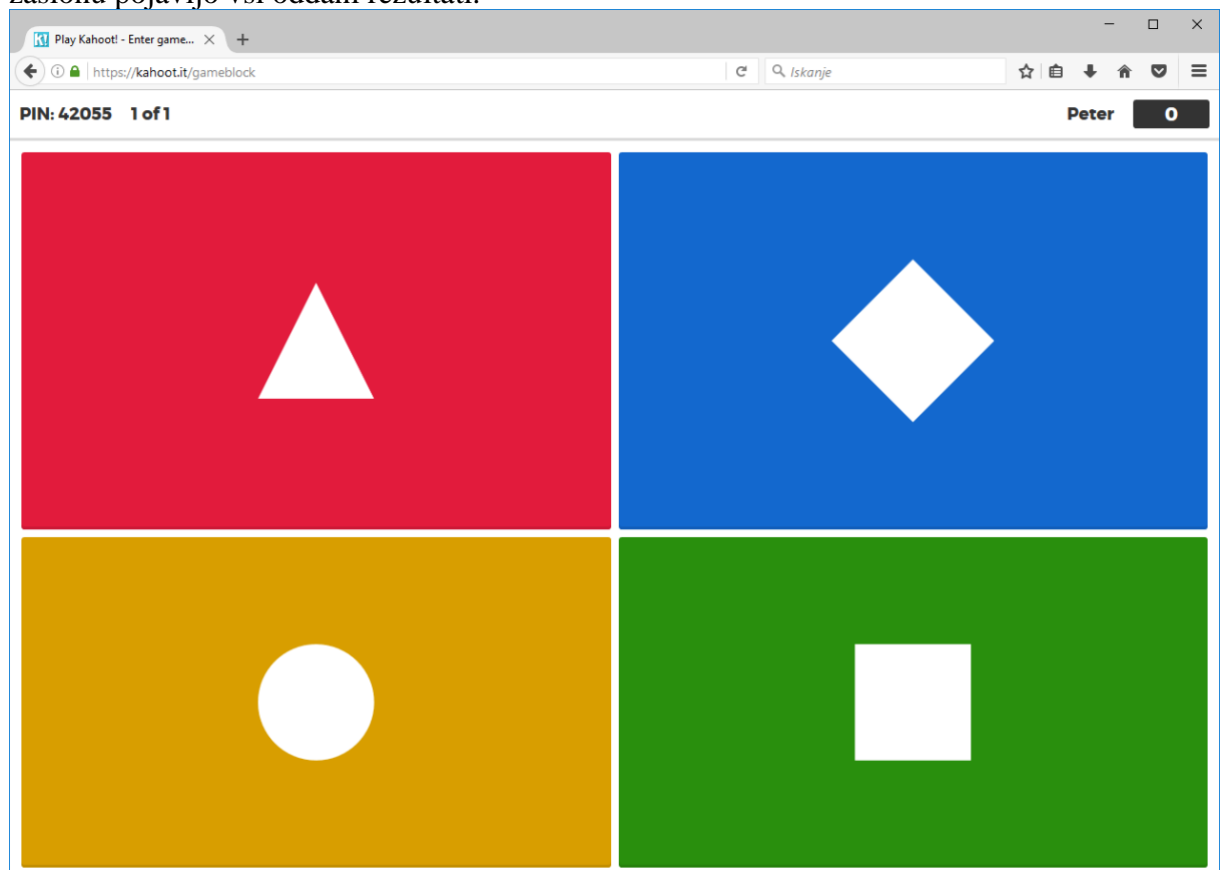 zaslonu pojavijo vsi oddani rezultati.
Play Kahoot! - Enter game...
https://kahoot.it/gameblock
Iskanje
PIN: 42055 1 of 1
Peter 0